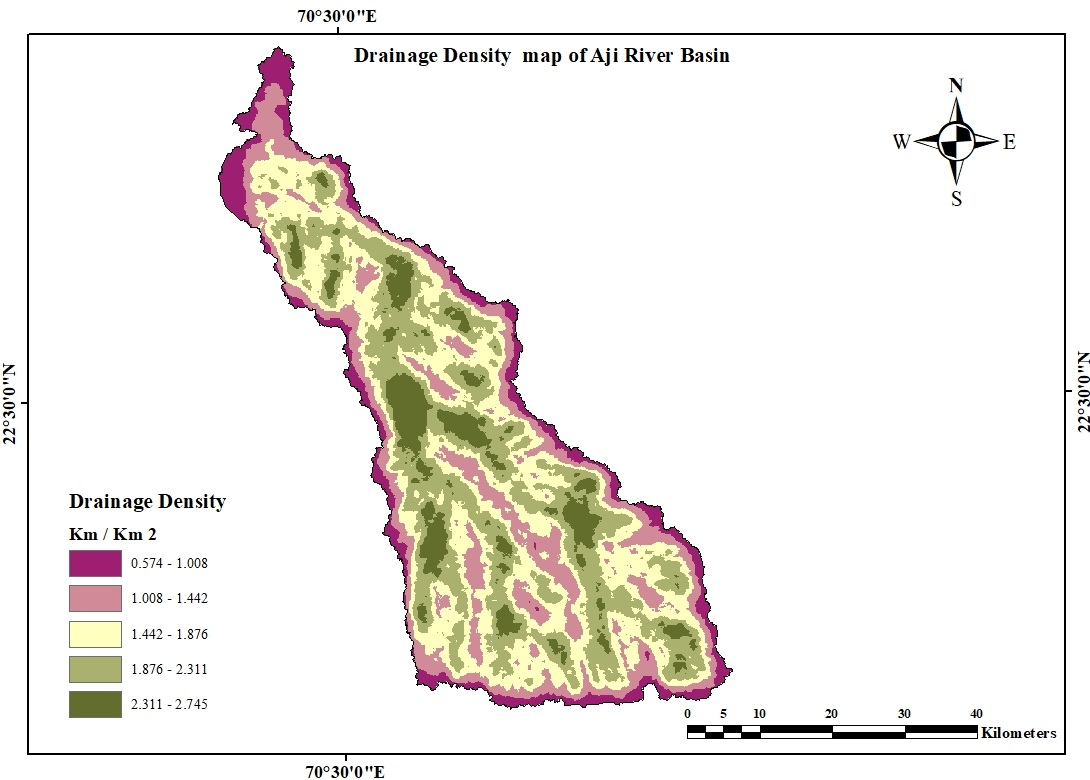 70°30'0"E
Drainage Density map of Aji River Basin
N
W E
S
22°30'0"N
22°30'0"N
Drainage Density
Km / Km 2
0.574 - 1.008
1.008 - 1.442
1.442 - 1.876
1.876 - 2.311
2.311 - 2.745
0 5 10 20 30 40
Kilometers
70°30'0"E